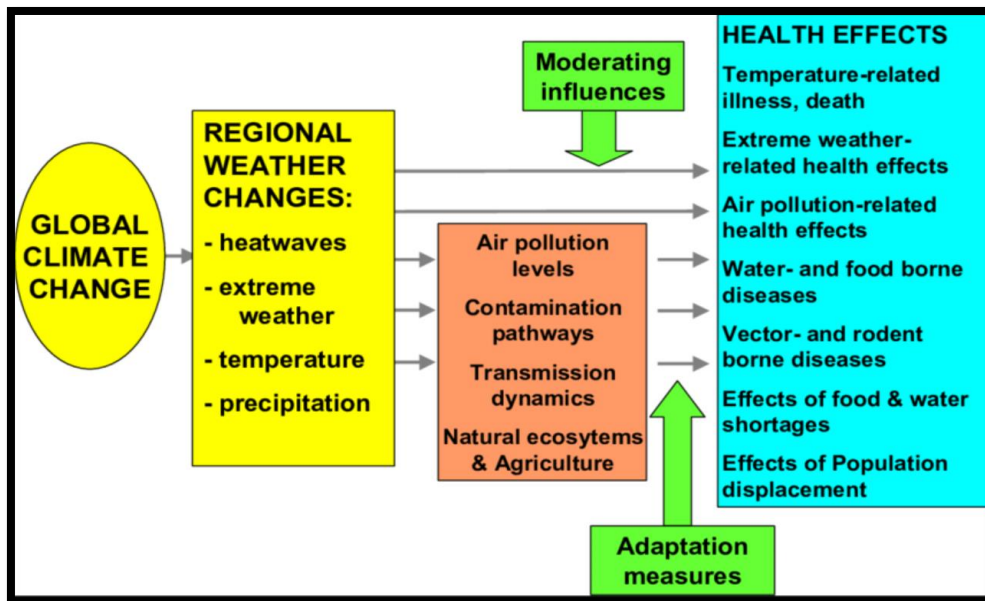 GLOBAL
CLIMATE
CHANGE
REGIONAL
WEATHER
CHANGES:
- heatwaves
- extreme
weather
- temperature
- precipitation
Moderating
influences
Air pollution
levels
Contamination
pathways
Transmission
dynamics
Natural ecosytems
& Agriculture
Adaptation
measures
HEALTH EFFECTS
Temperature-related
illness, death
Extreme weather-
related health effects
Air pollution-related
health effects
Water- and food borne
diseases
Vector- and rodent
borne diseases
Effects of food & water
shortages
Effects of Population
displacement